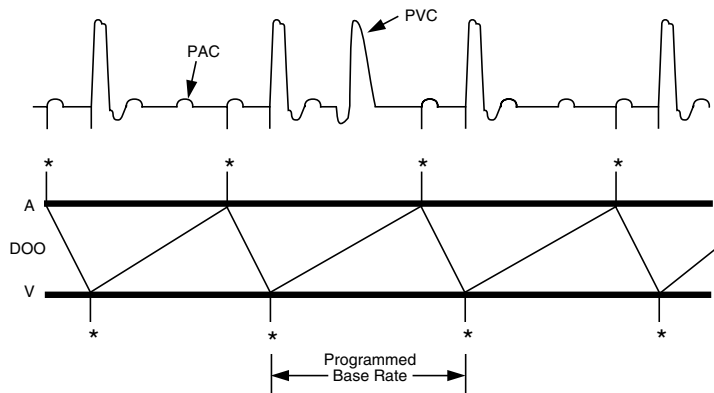 PVC
PAC
* * * *
A
DOO
V
* * * *
Programmed
Base Rate